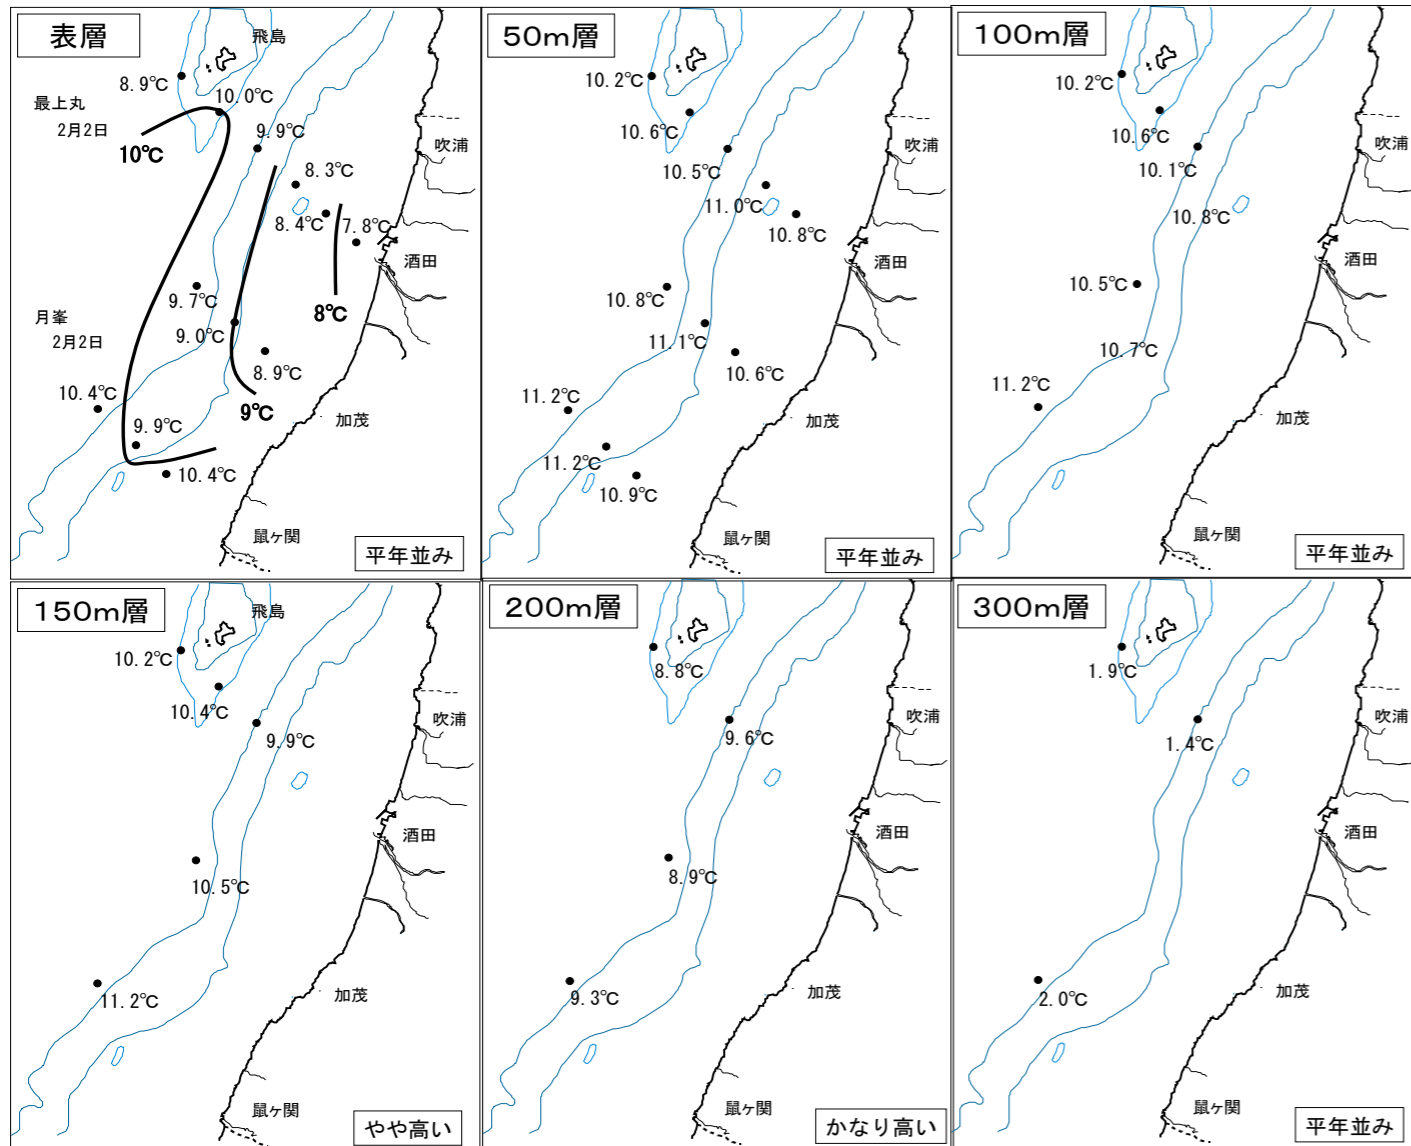 表層
飛島
8.9℃
10.0℃
最上丸
2月2日
10℃
9.9℃
吹浦
8.3℃
8.4℃
7.8℃
酒田
9.7℃
8℃
月峯
2月2日
9.0℃
8.9℃
10.4℃
9℃
加茂
9.9℃
10.4℃
鼠ヶ関
平年並み
50m層
10.2℃
10.6℃
吹浦
10.5℃
11.0℃
10.8℃
酒田
10.8℃
11.1℃
10.6℃
11.2℃
加茂
11.2℃
10.9℃
鼠ヶ関
平年並み
100m層
10.2℃
10.6℃
吹浦
10.1℃
10.8℃
酒田
10.5℃
10.7℃
11.2℃
加茂
鼠ヶ関
平年並み
150m層
飛島
10.2℃
10.4℃
吹浦
9.9℃
酒田
10.5℃
加茂
11.2℃
鼠ヶ関
やや高い
200m層
8.8℃
吹浦
9.6℃
酒田
8.9℃
加茂
9.3℃
鼠ヶ関
かなり高い
300m層
1.9℃
吹浦
1.4℃
酒田
加茂
2.0℃
鼠ヶ関
平年並み